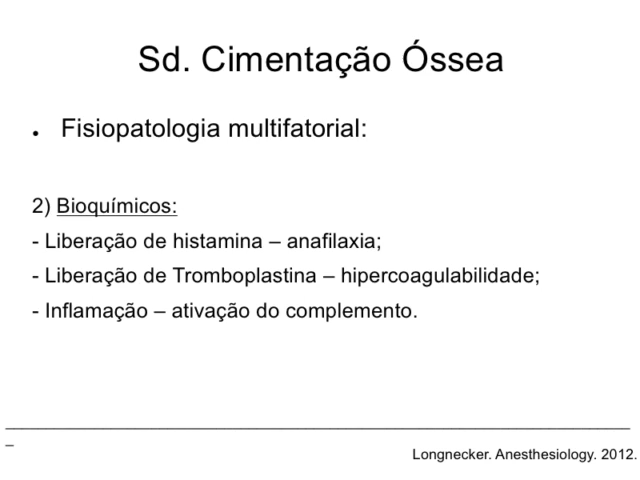 Sd. Cimentação Óssea
● Fisiopatologia multifatorial:
2) Bioquímicos:
- Liberação de histamina – anafilaxia;
- Liberação de Tromboplastina – hipercoagulabilidade;
- Inflamação – ativação do complemento.
Longnecker. Anesthesiology. 2012.